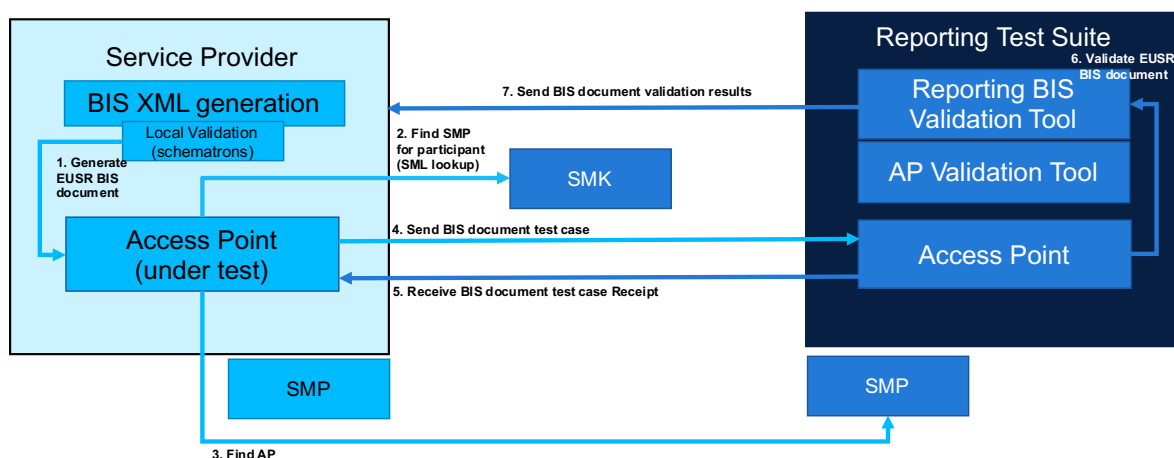 Service Provider
BIS XML generation
Local Validation
(schematrons)
1. Generate
EUSR BIS
document
Access Point
(under test)
SMP
2. Find SMP
for participant
(SML lookup)
SMK
7. Send BIS document validation results
4. Send BIS document test case
5. Receive BIS document test case Receipt
3. Find AP
Reporting Test Suite
6. Validate EUSR
BIS document
Reporting BIS
Validation Tool
AP Validation Tool
Access Point
SMP